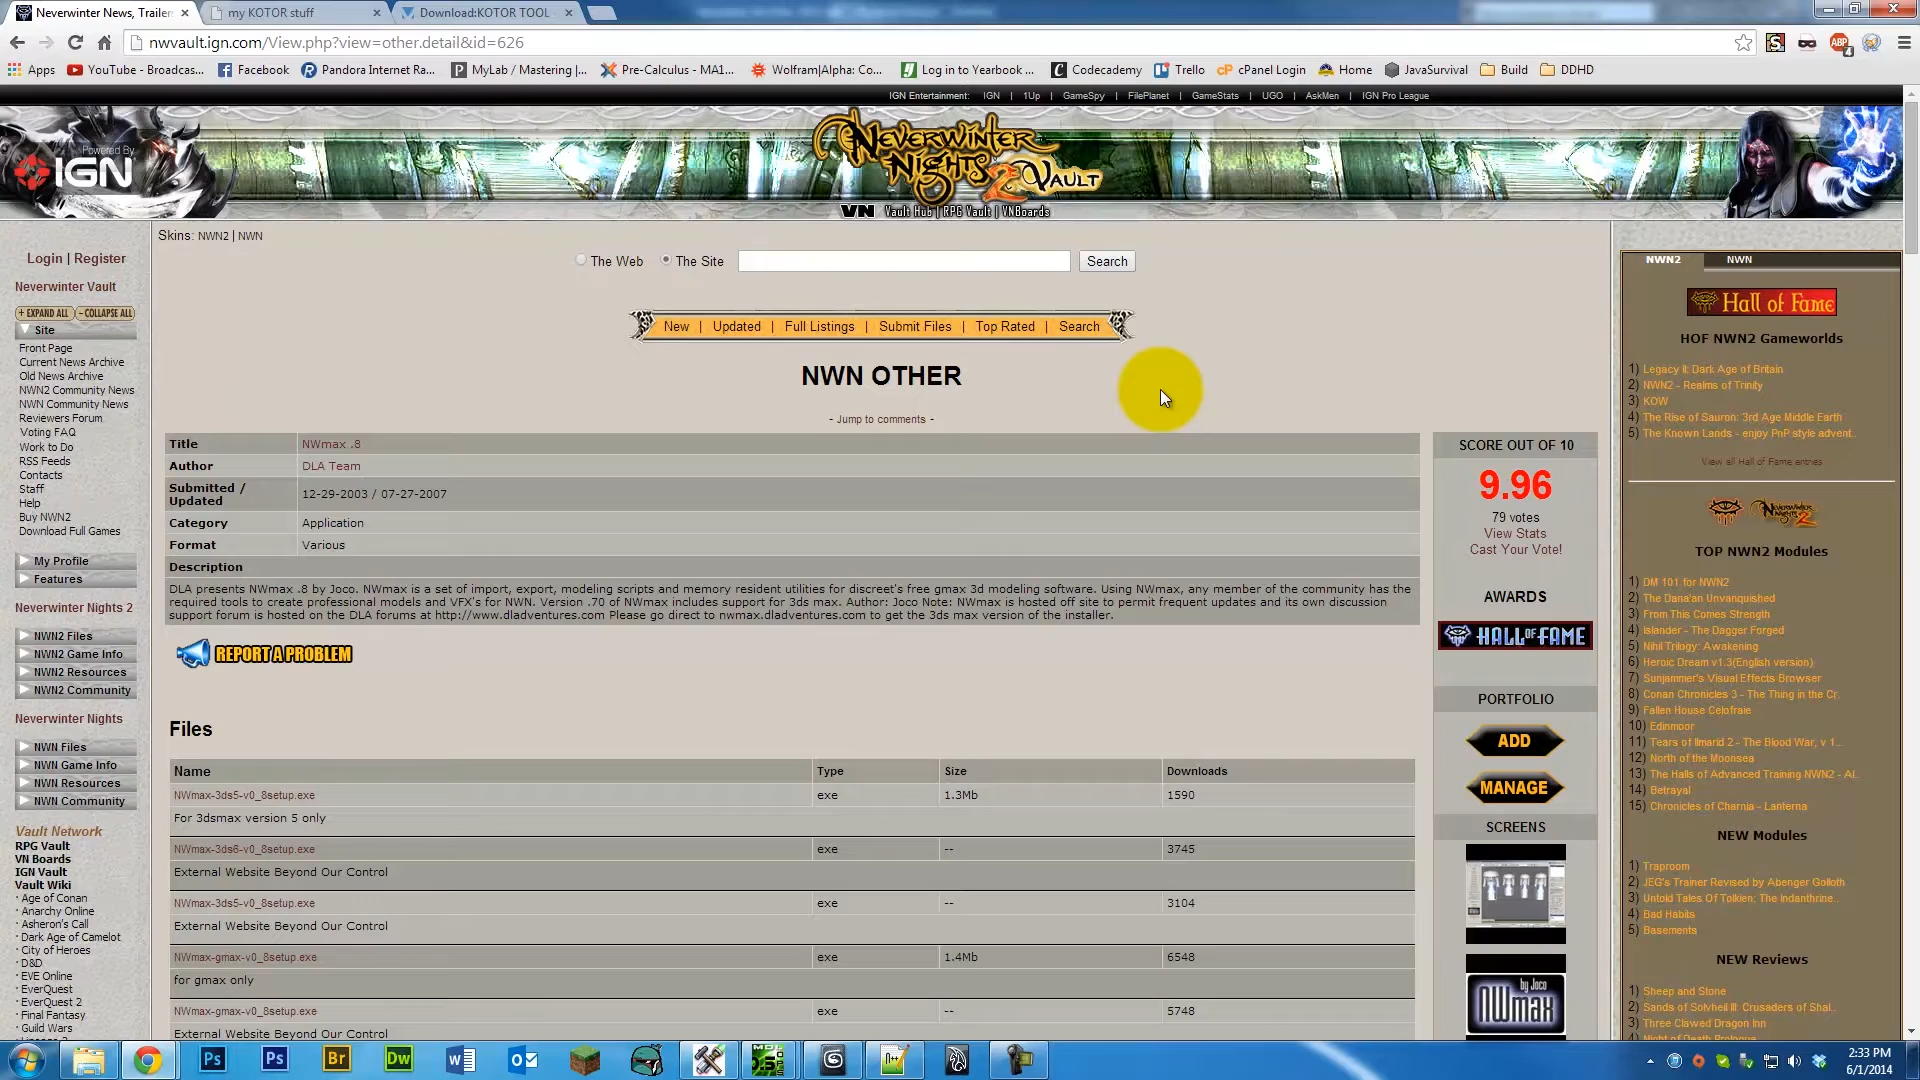 Neverwinter News, Trailer
my KOTOR stuff
Download:KOTOR TOOL
nwvault.ign.com/View.php?view=other.detail&id=626
Apps
YouTube - Broadcas...
Facebook
Pandora Internet Ra...
MyLab / Mastering |...
Pre-Calculus - MA1...
Wolfram|Alpha: Co...
Log in to Yearbook ...
Codecademy
Trello
cPanel Login
Home
JavaSurvival
Build
DDHD
IGN Entertainment: IGN | 1Up | GameSpy | FilePlanet | GameStats | UGO | AskMen | IGN Pro League
Powered By
IGN
Neverwinter Nights 2 Vault
VN Vault Hub | RPG Vault | VNBoards
Skins: NWN2 | NWN
Login | Register
The Web
The Site
Search
Neverwinter Vault
+ EXPAND ALL
- COLLAPSE ALL
Site
Front Page
Current News Archive
Old News Archive
NWN2 Community News
NWN Community News
Reviewers Forum
Voting FAQ
Work to Do
RSS Feeds
Contacts
Staff
Help
Buy NWN2
Download Full Games
My Profile
Features
Neverwinter Nights 2
NWN2 Files
NWN2 Game Info
NWN2 Resources
NWN2 Community
Neverwinter Nights
NWN Files
NWN Game Info
NWN Resources
NWN Community
Vault Network
RPG Vault
VN Boards
IGN Vault
Vault Wiki
· Age of Conan
· Anarchy Online
· Asheron's Call
· Dark Age of Camelot
· City of Heroes
· D&D
· EVE Online
· EverQuest
· EverQuest 2
· Final Fantasy
· Guild Wars
New | Updated | Full Listings | Submit Files | Top Rated | Search
NWN OTHER
- Jump to comments -
Title NWmax .8
Author DLA Team
Submitted / Updated 12-29-2003 / 07-27-2007
Category Application
Format Various
Description
DLA presents NWmax .8 by Joco. NWmax is a set of import, export, modeling scripts and memory resident utilities for discreet's free gmax 3d modeling software. Using NWmax, any member of the community has the
required tools to create professional models and VFX's for NWN. Version .70 of NWmax includes support for 3ds max. Author: Joco Note: NWmax is hosted off site to permit frequent updates and its own discussion
support forum is hosted on the DLA forums at http://www.dladventures.com Please go direct to nwmax.dladventures.com to get the 3ds max version of the installer.
REPORT A PROBLEM
Files
Name Type Size Downloads
NWmax-3ds5-v0_8setup.exe exe 1.3Mb 1590
For 3dsmax version 5 only
NWmax-3ds6-v0_8setup.exe exe -- 3745
External Website Beyond Our Control
NWmax-3ds5-v0_8setup.exe exe -- 3104
External Website Beyond Our Control
NWmax-gmax-v0_8setup.exe exe 1.4Mb 6548
for gmax only
NWmax-gmax-v0_8setup.exe exe -- 5748
External Website Beyond Our Control
SCORE OUT OF 10
9.96
79 votes
View Stats
Cast Your Vote!
AWARDS
HALL OF FAME
PORTFOLIO
ADD
MANAGE
SCREENS
by Joco
NWmax
NWN2
NWN
Hall of Fame
HOF NWN2 Gameworlds
1) Legacy II: Dark Age of Britain
2) NWN2 - Realms of Trinity
3) KOW
4) The Rise of Sauron: 3rd Age Middle Earth
5) The Known Lands - enjoy PnP style advent..
View all Hall of Fame entries
TOP NWN2 Modules
1) DM 101 for NWN2
2) The Dana'an Unvanquished
3) From This Comes Strength
4) Islander - The Dagger Forged
5) Nihil Trilogy: Awakening
6) Heroic Dream v1.3(English version)
7) Sunjammer's Visual Effects Browser
8) Conan Chronicles 3 - The Thing in the Cr.
9) Fallen House Celofraie
10) Edinmoor
11) Tears of Ilmarid 2 - The Blood War, v 1...
12) North of the Moonsea
13) The Halls of Advanced Training NWN2 - Al..
14) Betrayal
15) Chronicles of Charnia - Lanterna
NEW Modules
1) Traproom
2) JEG's Trainer Revised by Abenger Golloth
3) Untold Tales Of Tolkien: The Indanthrine..
4) Bad Habits
5) Basements
NEW Reviews
1) Sheep and Stone
2) Sands of Solvheil III: Crusaders of Shal..
3) Three Clawed Dragon Inn
Night of Death Prologue
2:33 PM
6/1/2014